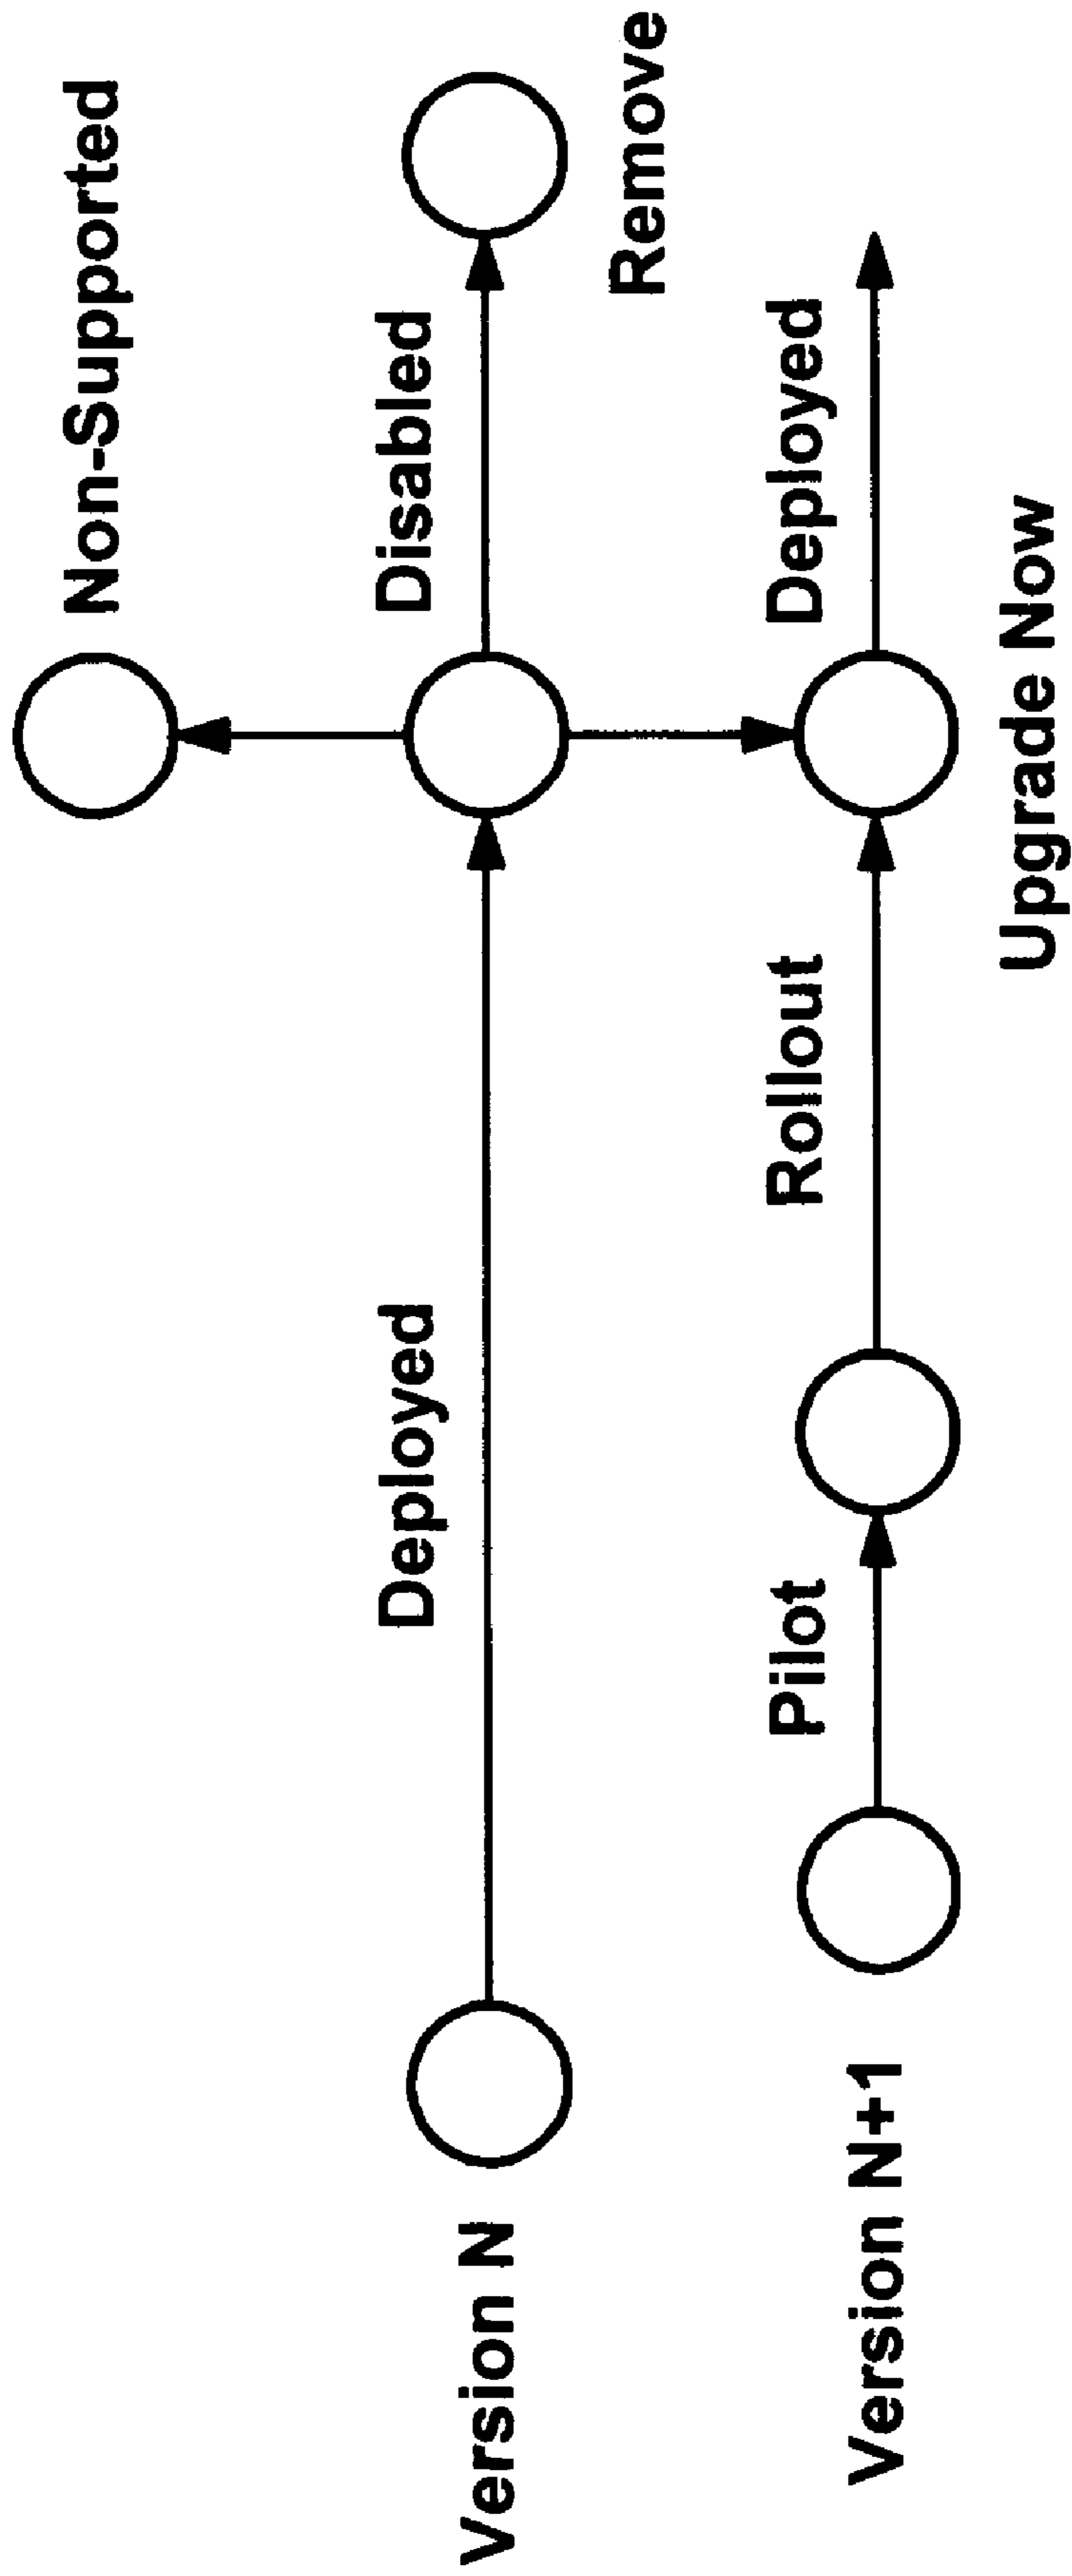 Non-Supported
Version N
Deployed
Disabled
Remove
Version N+1
Pilot
Rollout
Deployed
Upgrade Now